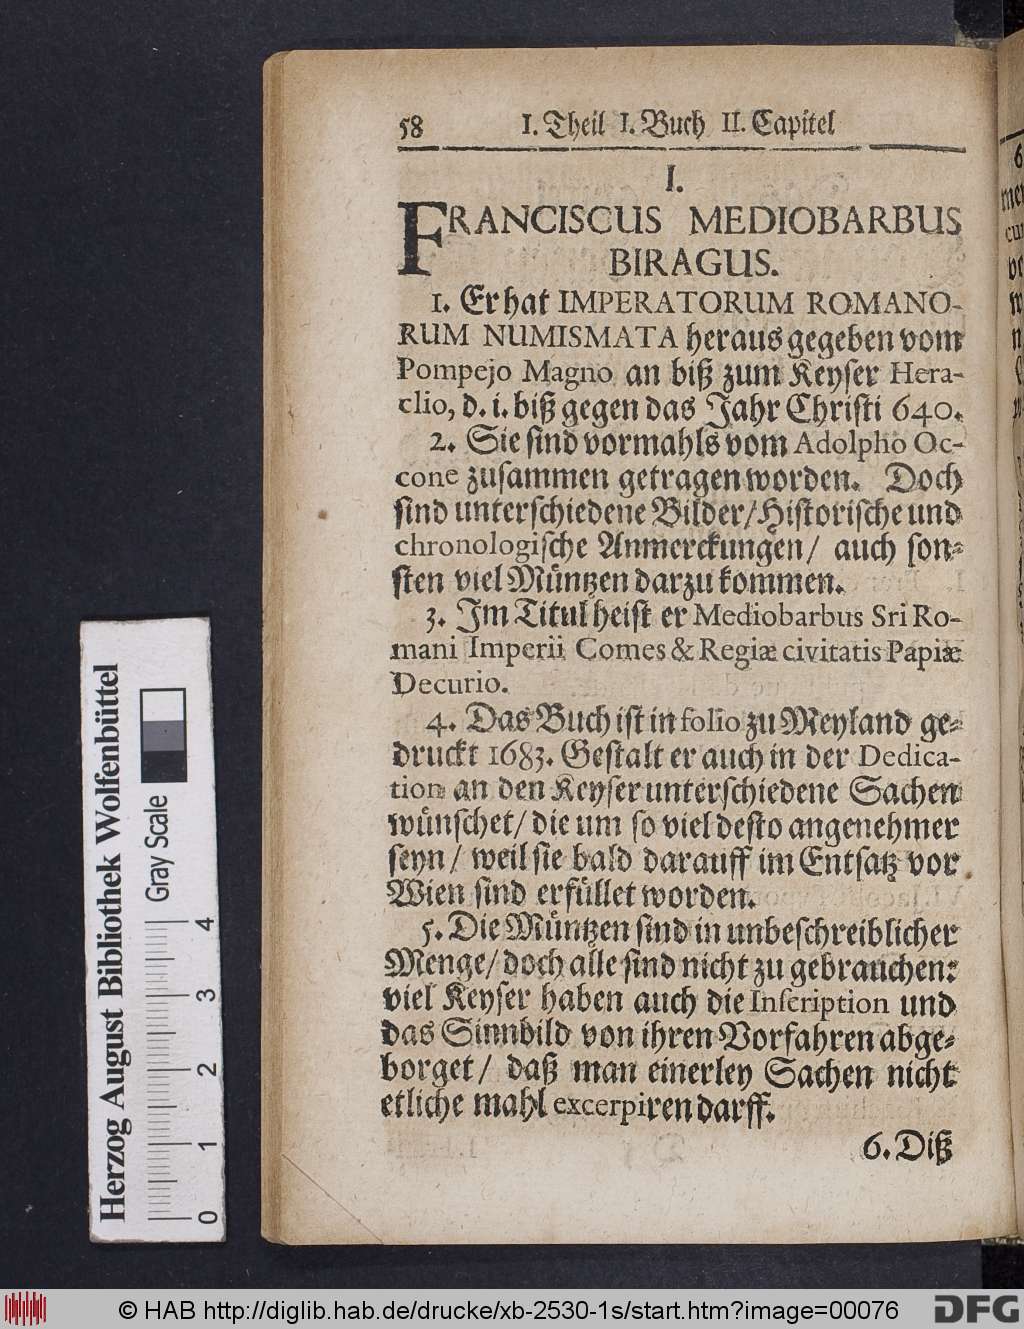 58 I. Theil I. Buch II. Capitel
I.
FRANCISCUS MEDIOBARBUS
BIRAGUS.
1. Er hat IMPERATORUM ROMANO-
RUM NUMISMATA heraus gegeben vom
Pompejo Magno an biß zum Keyser Hera-
clio, d. i. biß gegen das Jahr Christi 640.
2. Sie sind vormahls vom Adolpho Oc-
cone zusammen getragen worden. Doch
sind unterschiedene Bilder/ Historische und
chronologische Anmerckungen/ auch son-
sten viel Müntzen darzu kommen.
3. Im Titul heist er Mediobarbus Sri Ro-
mani Imperii Comes & Regiæ civitatis Papiæ
Decurio.
4. Das Buch ist in folio zu Meyland ge-
druckt 1683. Gestalt er auch in der Dedica-
tion an den Keyser unterschiedene Sachen
wünschet/ die um so viel desto angenehmer
seyn/ weil sie bald darauff im Entsatz vor
Wien sind erfüllet worden.
5. Die Müntzen sind in unbeschreiblicher
Menge/ doch alle sind nicht zu gebrauchen:
viel Keyser haben auch die Inscription und
das Sinnbild von ihren Vorfahren abge-
borget/ daß man einerley Sachen nicht
etliche mahl excerpiren darff.
6. Diß
Herzog August Bibliothek Wolfenbüttel
Gray Scale
0 1 2 3 4
© HAB http://diglib.hab.de/drucke/xb-2530-1s/start.htm?image=00076
DFG